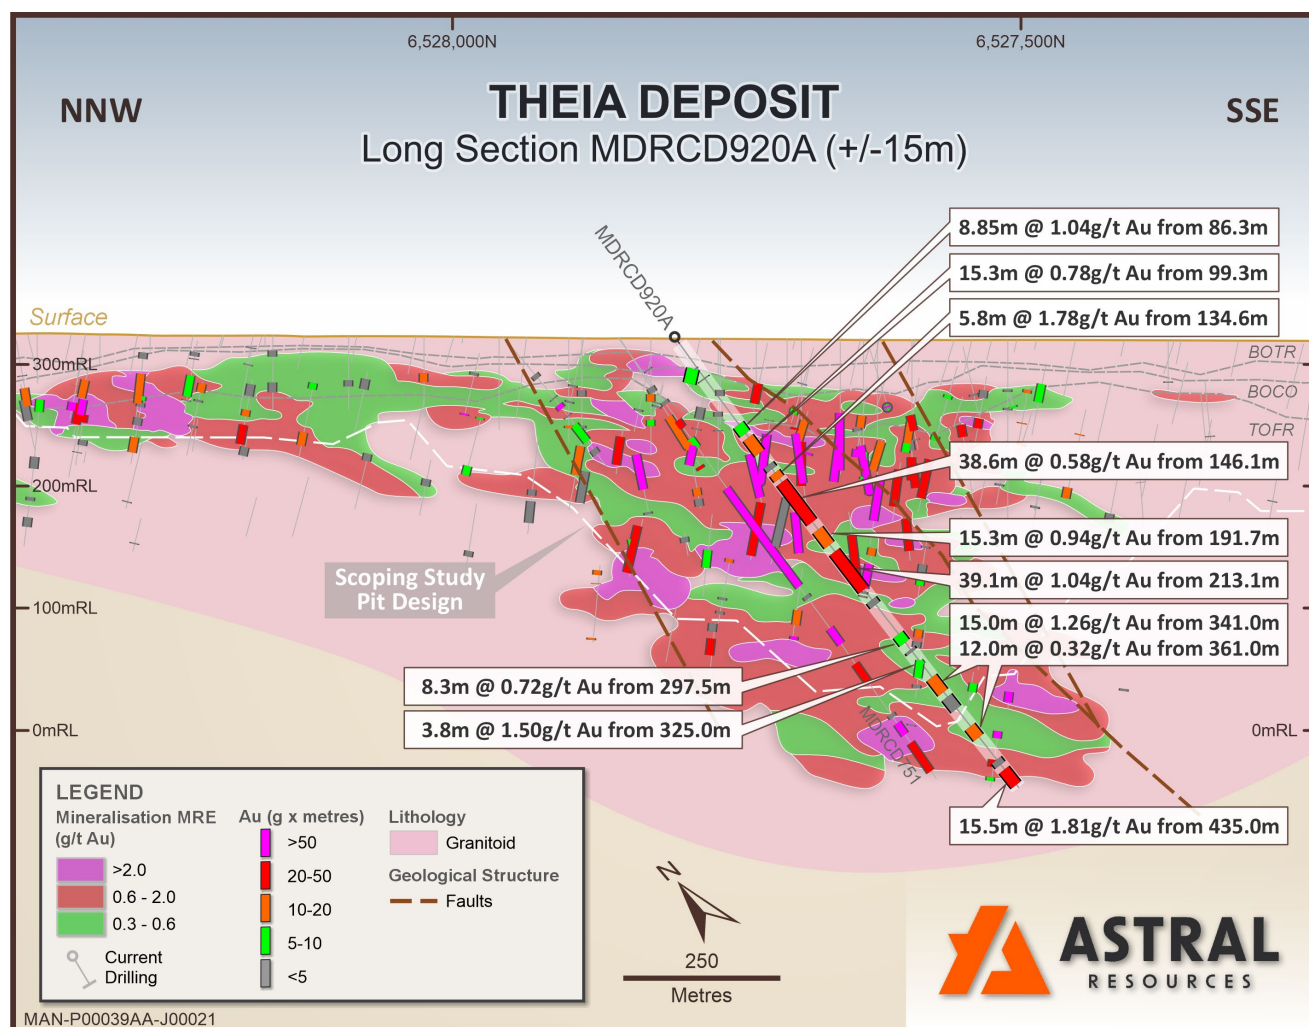 6,528,000N
6,527,500N
NNW
THEIA DEPOSIT
SSE
Long Section MDRCD920A (+/-15m)
8.85m @ 1.04g/t Au from 86.3m
MDRCD920A
15.3m @ 0.78g/t Au from 99.3m
Surface
5.8m @ 1.78g/t Au from 134.6m
300mRL
BOTR
BOCO
TOFR
38.6m @ 0.58g/t Au from 146.1m
200mRL
15.3m @ 0.94g/t Au from 191.7m
Scoping Study
Pit Design
39.1m @ 1.04g/t Au from 213.1m
100mRL
15.0m @ 1.26g/t Au from 341.0m
12.0m @ 0.32g/t Au from 361.0m
8.3m @ 0.72g/t Au from 297.5m
3.8m @ 1.50g/t Au from 325.0m
0mRL
0mRL
MDRCD751
15.5m @ 1.81g/t Au from 435.0m
LEGEND
Mineralisation MRE
(g/t Au)
>2.0
0.6 - 2.0
0.3 - 0.6
Current
Drilling
Au (g x metres)
>50
20-50
10-20
5-10
<5
Lithology
Granitoid
Geological Structure
Faults
N
250
Metres
ASTRAL
RESOURCES
MAN-P00039AA-J00021